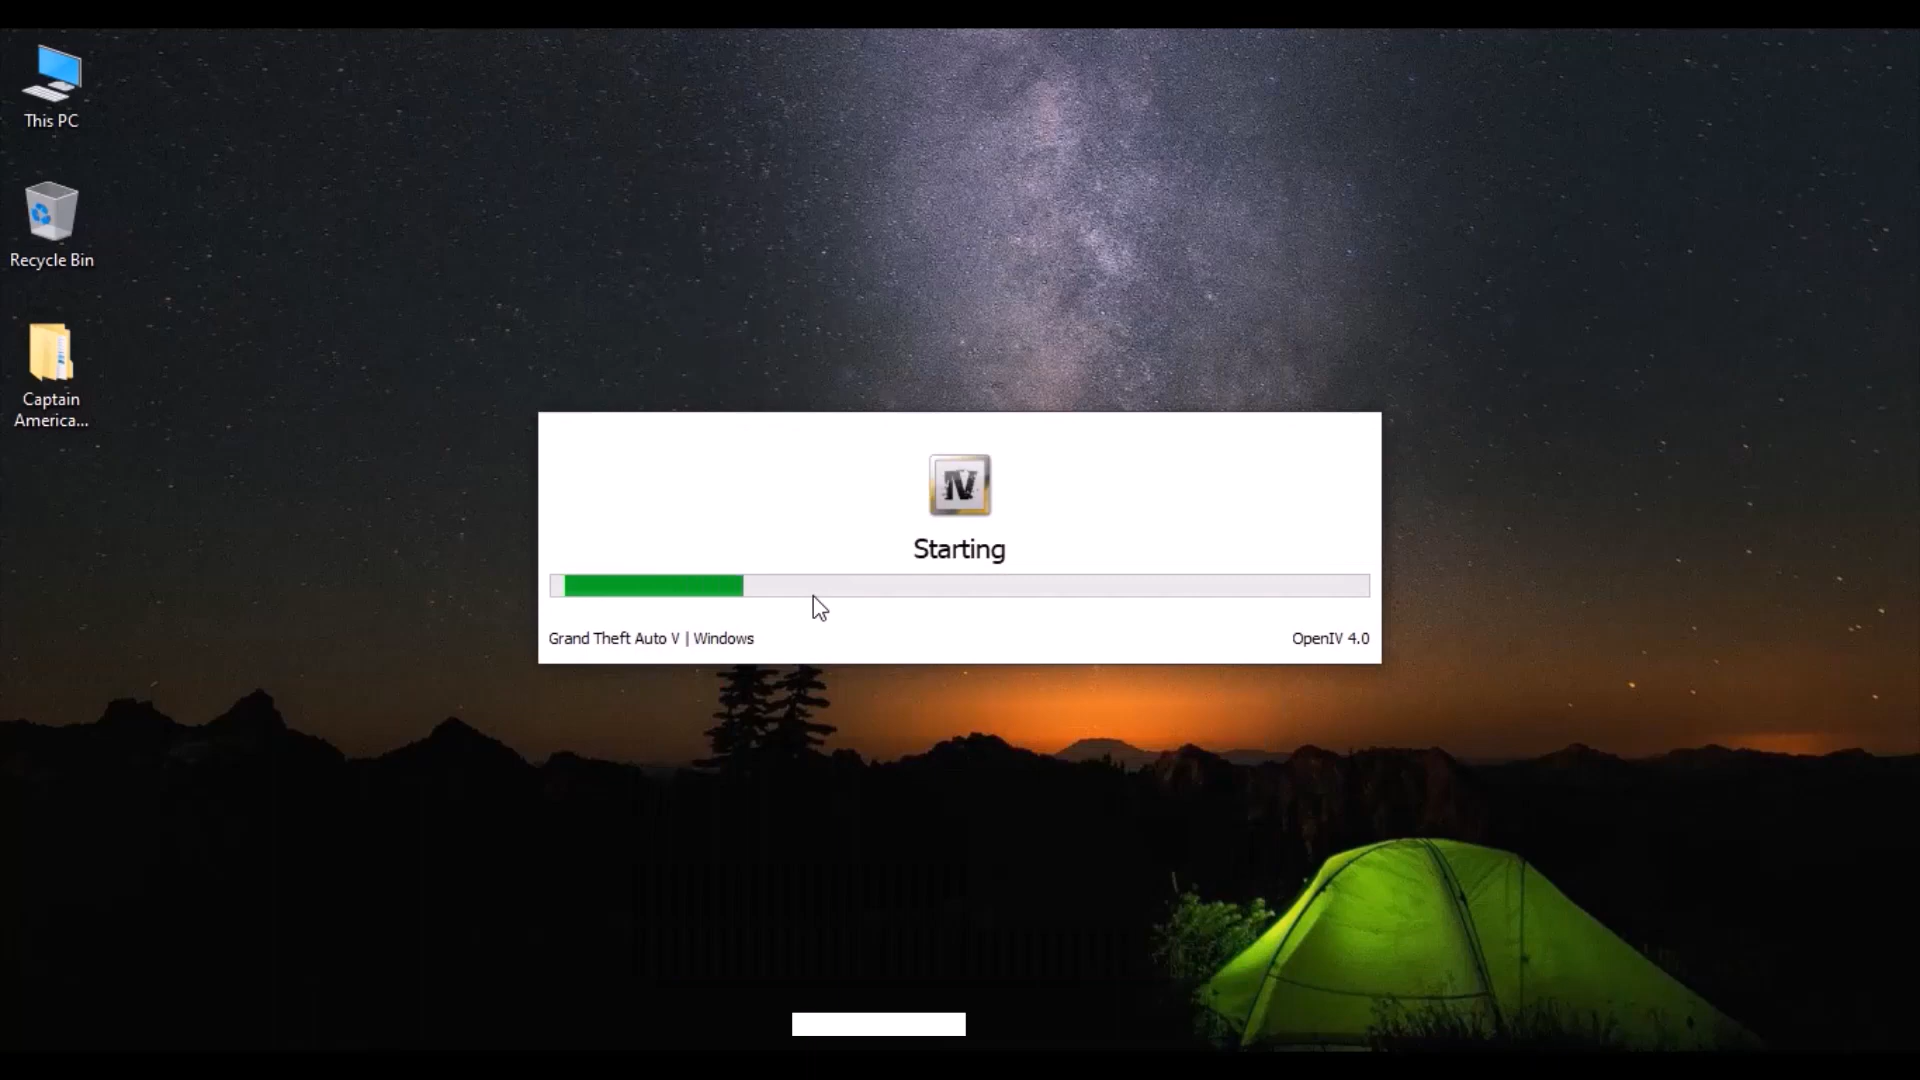 This PC
Recycle Bin
Captain
America...
IV
Starting
Grand Theft Auto V | Windows
OpenIV 4.0